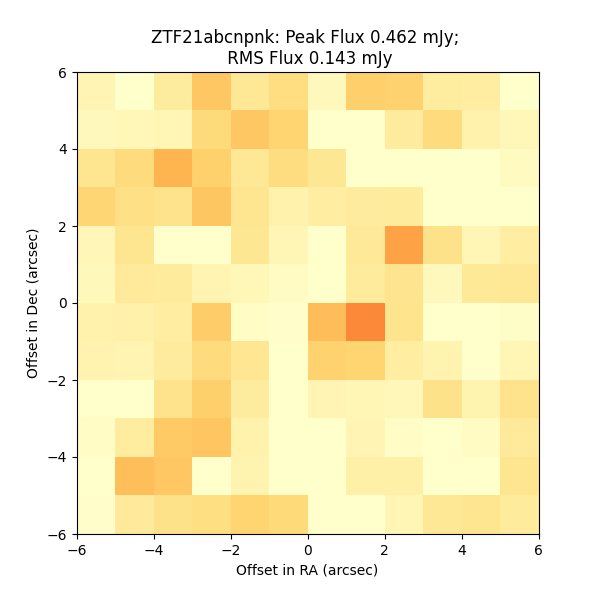 ZTF21abcnpnk: Peak Flux 0.462 mJy;
RMS Flux 0.143 mJy
6
4
2
0
−2
−4
−6
Offset in Dec (arcsec)
−6 −4 −2 0 2 4 6
Offset in RA (arcsec)